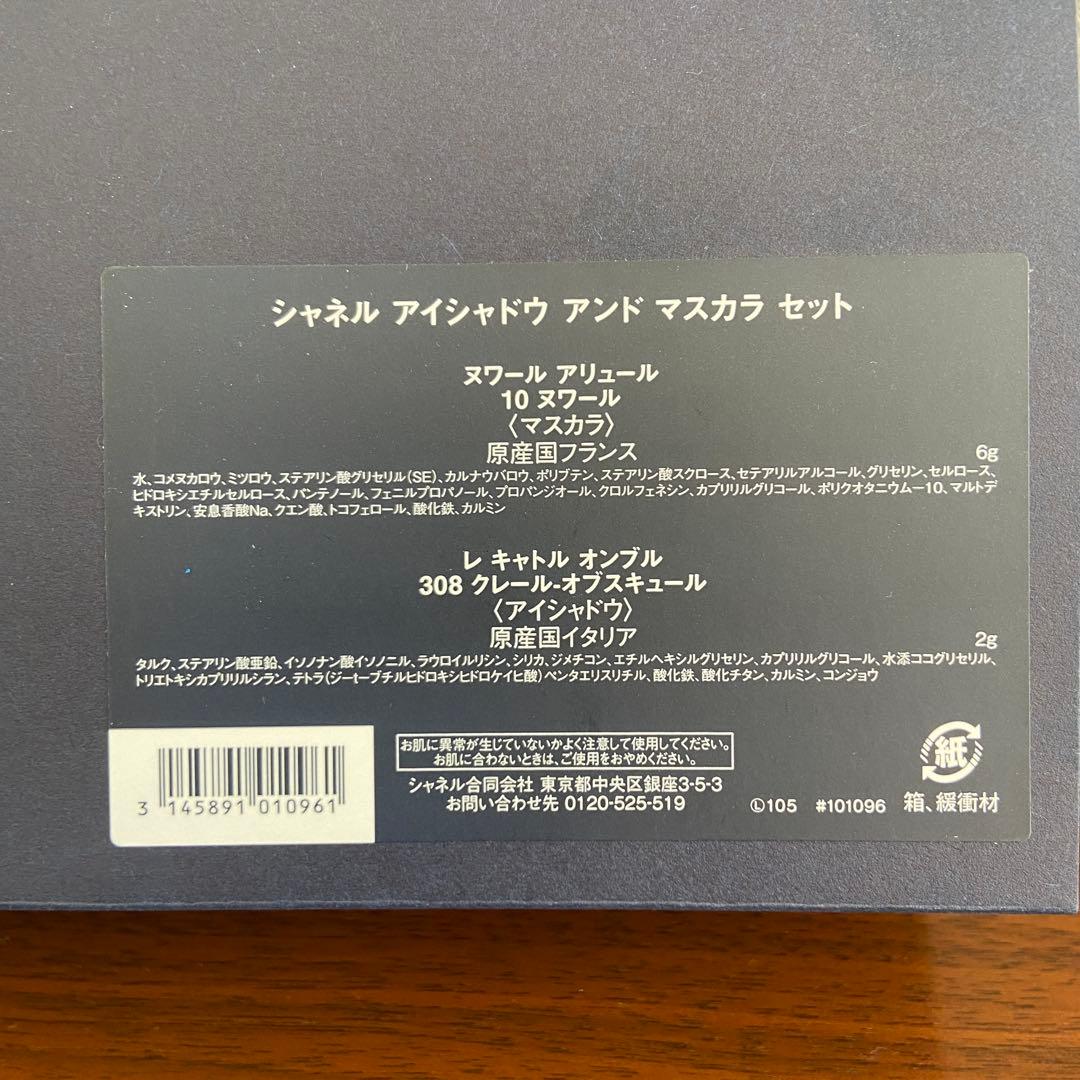 シャネル アイシャドウ アンド マスカラ セット
ヌワール アリュール
10 ヌワール
〈マスカラ〉
原産国フランス 6g
水、コメヌカロウ、ミツロウ、ステアリン酸グリセリル(SE)、カルナウバロウ、ポリブテン、ステアリン酸スクロース、セテアリルアルコール、グリセリン、セルロース、
ヒドロキシエチルセルロース、パンテノール、フェニルプロパノール、プロパンジオール、クロルフェネシン、カプリリルグリコール、ポリクオタニウムー10、マルトデ
キストリン、安息香酸Na、クエン酸、トコフェロール、酸化鉄、カルミン
レ キャトル オンブル
308 クレール-オブスキュール
〈アイシャドウ〉
原産国イタリア 2g
タルク、ステアリン酸亜鉛、イソノナン酸イソノニル、ラウロイルリシン、シリカ、ジメチコン、エチルヘキシルグリセリン、カプリリルグリコール、水添ココグリセリル、
トリエトキシカプリリルシラン、テトラ(ジーtーブチルヒドロキシヒドロケイヒ酸)ペンタエリスリチル、酸化鉄、酸化チタン、カルミン、コンジョウ
お肌に異常が生じていないかよく注意して使用してください。
お肌に合わないときは、ご使用をおやめください。
シャネル合同会社 東京都中央区銀座3-5-3
お問い合わせ先 0120-525-519
Ⓛ105 #101096
紙
箱、緩衝材
3 145891 010961